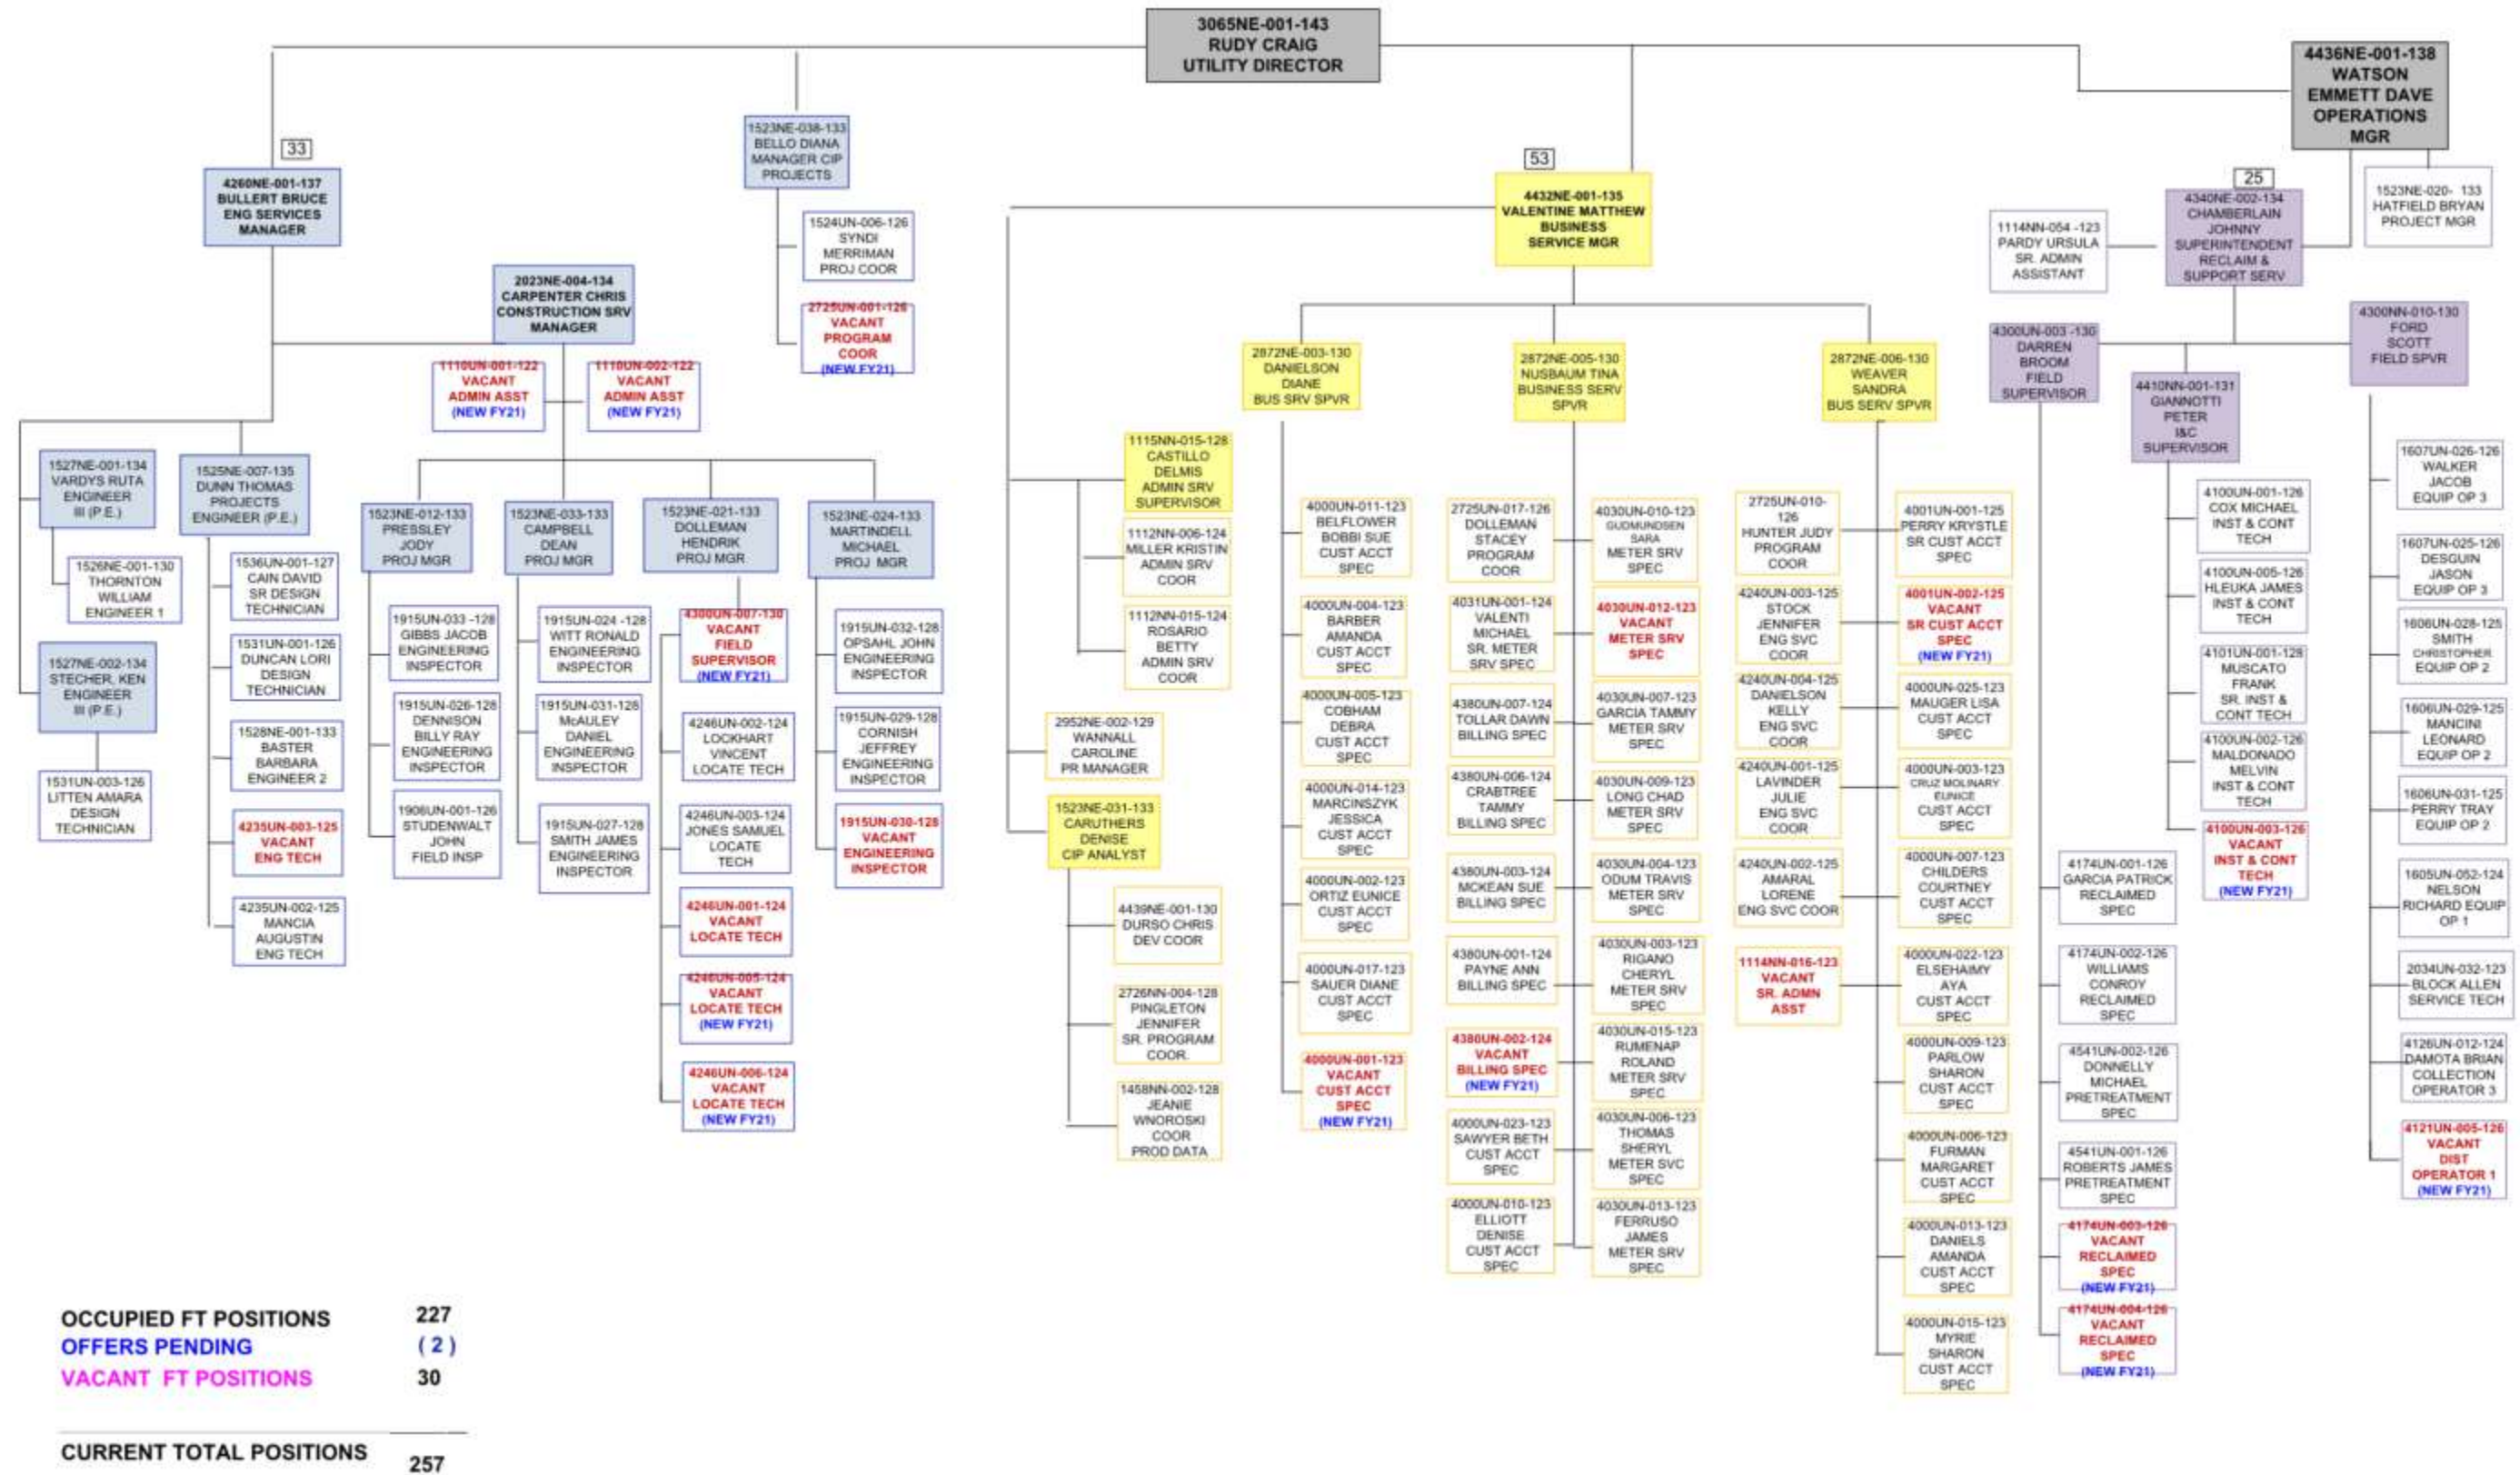 3065NE-001-143
RUDY CRAIG
UTILITY DIRECTOR
4436NE-001-138
WATSON
EMMETT DAVE
OPERATIONS
MGR
33
4260NE-001-137
BULLERT BRUCE
ENG SERVICES
MANAGER
1523NE-038-133
BELLO DIANA
MANAGER CIP
PROJECTS
1524UN-006-126
SYNDI
MERRIMAN
PROJ COOR
2725UN-001-126
VACANT
PROGRAM
COOR
(NEW FY21)
2023NE-004-134
CARPENTER CHRIS
CONSTRUCTION SRV
MANAGER
1110UN-001-122
VACANT
ADMIN ASST
(NEW FY21)
1110UN-002-122
VACANT
ADMIN ASST
(NEW FY21)
1527NE-001-134
VARDYS RUTA
ENGINEER
III (P.E.)
1526NE-001-130
THORNTON
WILLIAM
ENGINEER 1
1527NE-002-134
STECHER, KEN
ENGINEER
III (P.E.)
1531UN-003-126
LITTEN AMARA
DESIGN
TECHNICIAN
1525NE-007-135
DUNN THOMAS
PROJECTS
ENGINEER (P.E.)
1536UN-001-127
CAIN DAVID
SR DESIGN
TECHNICIAN
1531UN-001-126
DUNCAN LORI
DESIGN
TECHNICIAN
1528NE-001-133
BASTER
BARBARA
ENGINEER 2
4235UN-003-125
VACANT
ENG TECH
4235UN-002-125
MANCIA
AUGUSTIN
ENG TECH
1523NE-012-133
PRESSLEY
JODY
PROJ MGR
1915UN-033 -128
GIBBS JACOB
ENGINEERING
INSPECTOR
1915UN-026-128
DENNISON
BILLY RAY
ENGINEERING
INSPECTOR
1906UN-001-126
STUDENWALT
JOHN
FIELD INSP
1523NE-033-133
CAMPBELL
DEAN
PROJ MGR
1915UN-024 -128
WITT RONALD
ENGINEERING
INSPECTOR
1915UN-031-128
McAULEY
DANIEL
ENGINEERING
INSPECTOR
1915UN-027-128
SMITH JAMES
ENGINEERING
INSPECTOR
1523NE-021-133
DOLLEMAN
HENDRIK
PROJ MGR
4300UN-007-130
VACANT
FIELD
SUPERVISOR
(NEW FY21)
4246UN-002-124
LOCKHART
VINCENT
LOCATE TECH
4246UN-003-124
JONES SAMUEL
LOCATE
TECH
4246UN-001-124
VACANT
LOCATE TECH
4246UN-005-124
VACANT
LOCATE TECH
(NEW FY21)
4246UN-006-124
VACANT
LOCATE TECH
(NEW FY21)
1523NE-024-133
MARTINDELL
MICHAEL
PROJ MGR
1915UN-032-128
OPSAHL JOHN
ENGINEERING
INSPECTOR
1915UN-029-128
CORNISH
JEFFREY
ENGINEERING
INSPECTOR
1915UN-030-128
VACANT
ENGINEERING
INSPECTOR
53
4432NE-001-135
VALENTINE MATTHEW
BUSINESS
SERVICE MGR
1115NN-015-128
CASTILLO
DELMIS
ADMIN SRV
SUPERVISOR
1112NN-006-124
MILLER KRISTIN
ADMIN SRV
COOR
1112NN-015-124
ROSARIO
BETTY
ADMIN SRV
COOR
2952NE-002-129
WANNALL
CAROLINE
PR MANAGER
1523NE-031-133
CARUTHERS
DENISE
CIP ANALYST
4439NE-001-130
DURSO CHRIS
DEV COOR
2726NN-004-128
PINGLETON
JENNIFER
SR. PROGRAM
COOR.
1458NN-002-128
JEANIE
WNOROSKI
COOR
PROD DATA
2872NE-003-130
DANIELSON
DIANE
BUS SRV SPVR
4000UN-011-123
BELFLOWER
BOBBI SUE
CUST ACCT
SPEC
4000UN-004-123
BARBER
AMANDA
CUST ACCT
SPEC
4000UN-005-123
COBHAM
DEBRA
CUST ACCT
SPEC
4000UN-014-123
MARCINSZYK
JESSICA
CUST ACCT
SPEC
4000UN-002-123
ORTIZ EUNICE
CUST ACCT
SPEC
4000UN-017-123
SAUER DIANE
CUST ACCT
SPEC
4000UN-001-123
VACANT
CUST ACCT
SPEC
(NEW FY21)
2872NE-005-130
NUSBAUM TINA
BUSINESS SERV
SPVR
2725UN-017-126
DOLLEMAN
STACEY
PROGRAM
COOR
4031UN-001-124
VALENTI
MICHAEL
SR. METER
SRV SPEC
4380UN-007-124
TOLLAR DAWN
BILLING SPEC
4380UN-006-124
CRABTREE
TAMMY
BILLING SPEC
4380UN-003-124
MCKEAN SUE
BILLING SPEC
4380UN-001-124
PAYNE ANN
BILLING SPEC
4380UN-002-124
VACANT
BILLING SPEC
(NEW FY21)
4000UN-023-123
SAWYER BETH
CUST ACCT
SPEC
4000UN-010-123
ELLIOTT
DENISE
CUST ACCT
SPEC
4030UN-010-123
GUDMUNDSEN
SARA
METER SRV
SPEC
4030UN-012-123
VACANT
METER SRV
SPEC
4030UN-007-123
GARCIA TAMMY
METER SRV
SPEC
4030UN-009-123
LONG CHAD
METER SRV
SPEC
4030UN-004-123
ODUM TRAVIS
METER SRV
SPEC
4030UN-003-123
RIGANO
CHERYL
METER SRV
SPEC
4030UN-015-123
RUMENAP
ROLAND
METER SRV
SPEC
4030UN-006-123
THOMAS
SHERYL
METER SVC
SPEC
4030UN-013-123
FERRUSO
JAMES
METER SRV
SPEC
2872NE-006-130
WEAVER
SANDRA
BUS SERV SPVR
2725UN-010-
126
HUNTER JUDY
PROGRAM
COOR
4240UN-003-125
STOCK
JENNIFER
ENG SVC
COOR
4240UN-004-125
DANIELSON
KELLY
ENG SVC
COOR
4240UN-001-125
LAVINDER
JULIE
ENG SVC
COOR
4240UN-002-125
AMARAL
LORENE
ENG SVC COOR
1114NN-016-123
VACANT
SR. ADMN
ASST
4001UN-001-125
PERRY KRYSTLE
SR CUST ACCT
SPEC
4001UN-002-125
VACANT
SR CUST ACCT
SPEC
(NEW FY21)
4000UN-025-123
MAUGER LISA
CUST ACCT
SPEC
4000UN-003-123
CRUZ MOLINARY
EUNICE
CUST ACCT
SPEC
4000UN-007-123
CHILDERS
COURTNEY
CUST ACCT
SPEC
4000UN-022-123
ELSEHAIMY
AYA
CUST ACCT
SPEC
4000UN-009-123
PARLOW
SHARON
CUST ACCT
SPEC
4000UN-006-123
FURMAN
MARGARET
CUST ACCT
SPEC
4000UN-013-123
DANIELS
AMANDA
CUST ACCT
SPEC
4000UN-015-123
MYRIE
SHARON
CUST ACCT
SPEC
25
4340NE-002-134
CHAMBERLAIN
JOHNNY
SUPERINTENDENT
RECLAIM &
SUPPORT SERV
1523NE-020- 133
HATFIELD BRYAN
PROJECT MGR
1114NN-054 -123
PARDY URSULA
SR. ADMIN
ASSISTANT
4300UN-003 -130
DARREN
BROOM
FIELD
SUPERVISOR
4174UN-001-126
GARCIA PATRICK
RECLAIMED
SPEC
4174UN-002-126
WILLIAMS
CONROY
RECLAIMED
SPEC
4541UN-002-126
DONNELLY
MICHAEL
PRETREATMENT
SPEC
4541UN-001-126
ROBERTS JAMES
PRETREATMENT
SPEC
4174UN-003-126
VACANT
RECLAIMED
SPEC
(NEW FY21)
4174UN-004-126
VACANT
RECLAIMED
SPEC
(NEW FY21)
4410NN-001-131
GIANNOTTI
PETER
I&C
SUPERVISOR
4100UN-001-126
COX MICHAEL
INST & CONT
TECH
4100UN-005-126
HLEUKA JAMES
INST & CONT
TECH
4101UN-001-128
MUSCATO
FRANK
SR. INST &
CONT TECH
4100UN-002-126
MALDONADO
MELVIN
INST & CONT
TECH
4100UN-003-126
VACANT
INST & CONT
TECH
(NEW FY21)
4300NN-010-130
FORD
SCOTT
FIELD SPVR
1607UN-026-126
WALKER
JACOB
EQUIP OP 3
1607UN-025-126
DESGUIN
JASON
EQUIP OP 3
1606UN-028-125
SMITH
CHRISTOPHER
EQUIP OP 2
1606UN-029-125
MANCINI
LEONARD
EQUIP OP 2
1606UN-031-125
PERRY TRAY
EQUIP OP 2
1605UN-052-124
NELSON
RICHARD EQUIP
OP 1
2034UN-032-123
BLOCK ALLEN
SERVICE TECH
4126UN-012-124
DAMOTA BRIAN
COLLECTION
OPERATOR 3
4121UN-005-126
VACANT
DIST
OPERATOR 1
(NEW FY21)
OCCUPIED FT POSITIONS 227
OFFERS PENDING ( 2 )
VACANT FT POSITIONS 30
CURRENT TOTAL POSITIONS 257